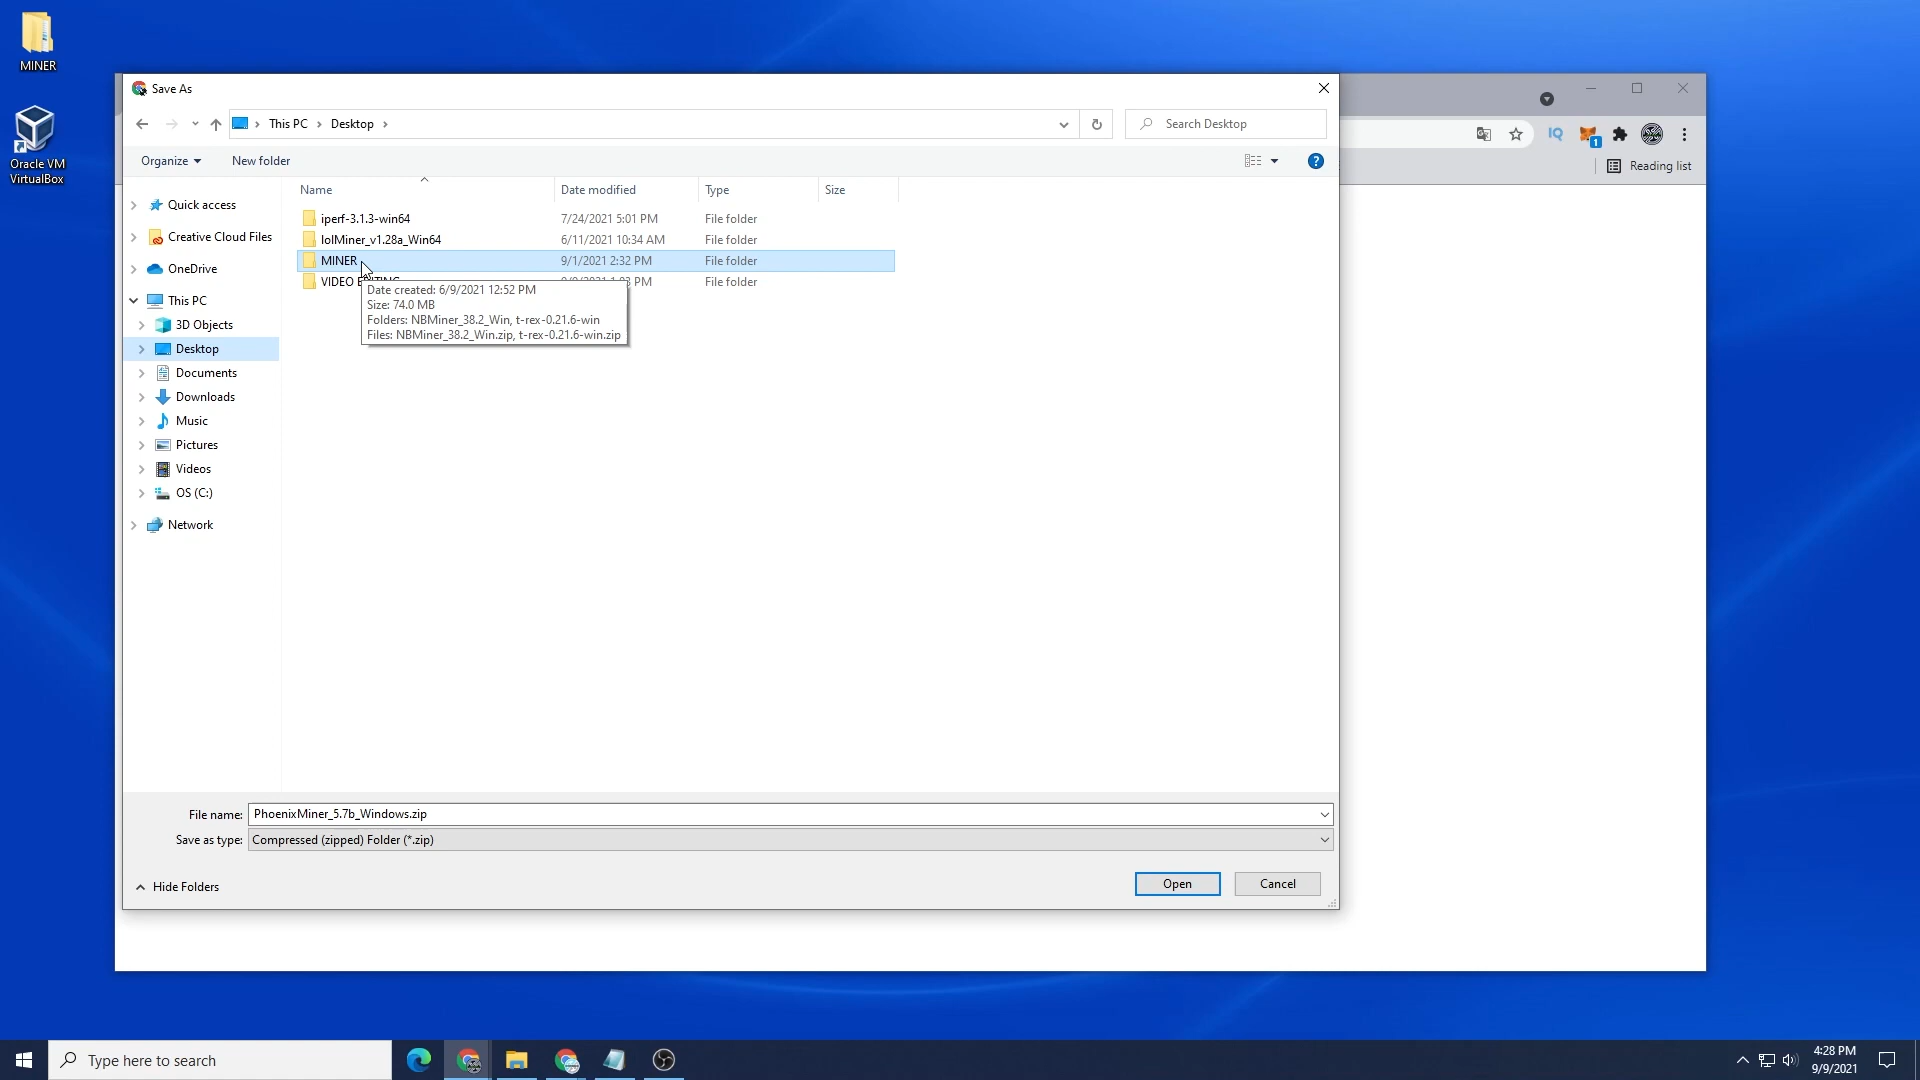 MINER
Oracle VM
VirtualBox
Save As
This PC
Desktop
Search Desktop
Organize
New folder
?
1
Reading list
Name
Date modified
Type
Size
Quick access
Creative Cloud Files
OneDrive
This PC
3D Objects
Desktop
Documents
Downloads
Music
Pictures
Videos
OS (C:)
Network
iperf-3.1.3-win64 7/24/2021 5:01 PM File folder
lolMiner_v1.28a_Win64 6/11/2021 10:34 AM File folder
MINER 9/1/2021 2:32 PM File folder
VIDEO PM File folder
Date created: 6/9/2021 12:52 PM
Size: 74.0 MB
Folders: NBMiner_38.2_Win, t-rex-0.21.6-win
Files: NBMiner_38.2_Win.zip, t-rex-0.21.6-win.zip
File name: PhoenixMiner_5.7b_Windows.zip
Save as type: Compressed (zipped) Folder (*.zip)
Hide Folders
Open
Cancel
Type here to search
4:28 PM
9/9/2021